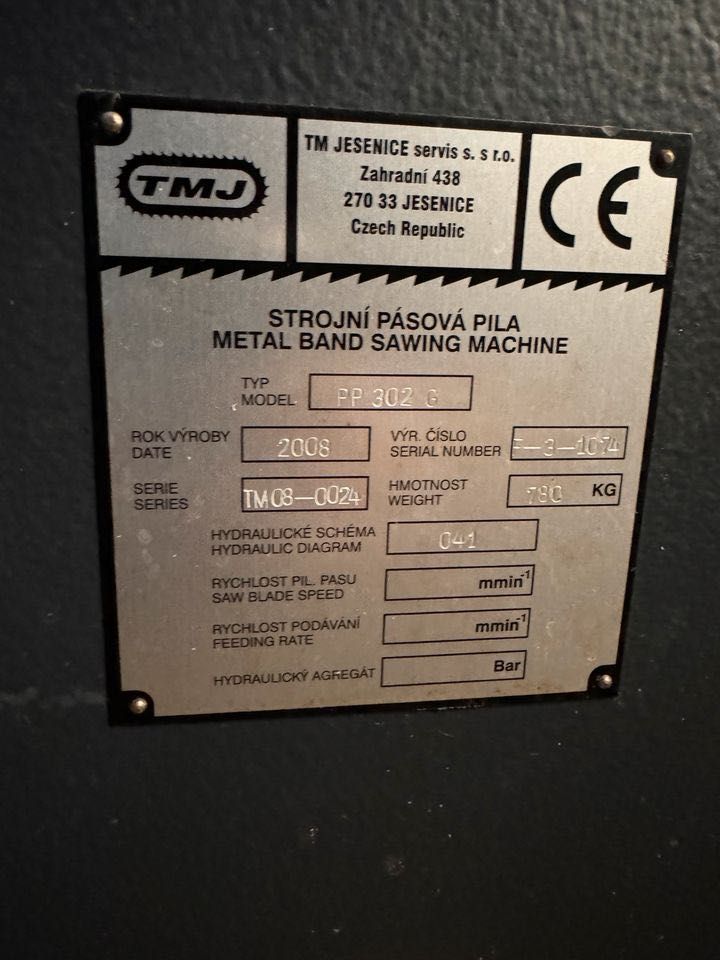 TMJ
TM JESENICE servis s. s r.o.
Zahradní 438
270 33 JESENICE
Czech Republic
CE
STROJNÍ PÁSOVÁ PILA
METAL BAND SAWING MACHINE
TYP
MODEL
PP 302 G
ROK VÝROBY
DATE
2008
VÝR. ČÍSLO
SERIAL NUMBER
F-3-1074
SERIE
SERIES
TM08-0024
HMOTNOST
WEIGHT
780 KG
HYDRAULICKÉ SCHÉMA
HYDRAULIC DIAGRAM
041
RYCHLOST PIL. PASU
SAW BLADE SPEED
mmin⁻¹
RYCHLOST PODÁVÁNÍ
FEEDING RATE
mmin⁻¹
HYDRAULICKÝ AGREGÁT
Bar